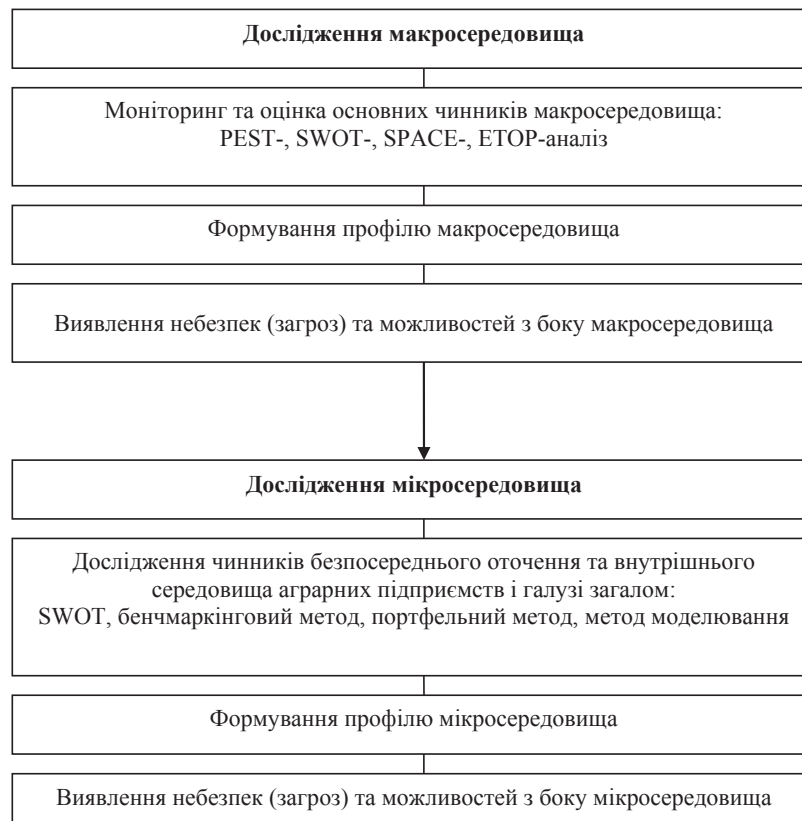 Дослідження макросередовища
Моніторинг та оцінка основних чинників макросередовища:
PEST-, SWOT-, SPACE-, ETOP-аналіз
Формування профілю макросередовища
Виявлення небезпек (загроз) та можливостей з боку макросередовища
Дослідження мікросередовища
Дослідження чинників безпосереднього оточення та внутрішнього
середовища аграрних підприємств і галузі загалом:
SWOT, бенчмаркінговий метод, портфельний метод, метод моделювання
Формування профілю мікросередовища
Виявлення небезпек (загроз) та можливостей з боку мікросередовища